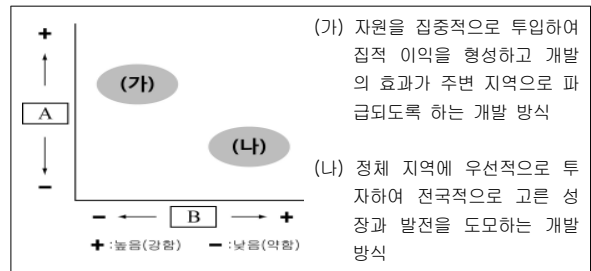 +
(가)
A
(나)
−
− B +
+ :높음(강함) − :낮음(약함)
(가) 자원을 집중적으로 투입하여
집적 이익을 형성하고 개발
의 효과가 주변 지역으로 파
급되도록 하는 개발 방식
(나) 정체 지역에 우선적으로 투
자하여 전국적으로 고른 성
장과 발전을 도모하는 개발
방식